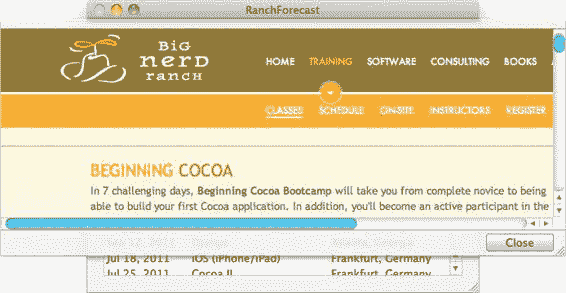 RanchForecast
BIG
nerd
ranch
HOME TRAINING SOFTWARE CONSULTING BOOKS
CLASSES SCHEDULE ON-SITE INSTRUCTORS REGISTER
BEGINNING COCOA
In 7 challenging days, Beginning Cocoa Bootcamp will take you from complete novice to being
able to build your first Cocoa application. In addition, you'll become an active participant in the
Close
Jul 18, 2011 iOS (iPhone/iPad) Frankfurt, Germany
Jul 25, 2011 Cocoa II Frankfurt, Germany